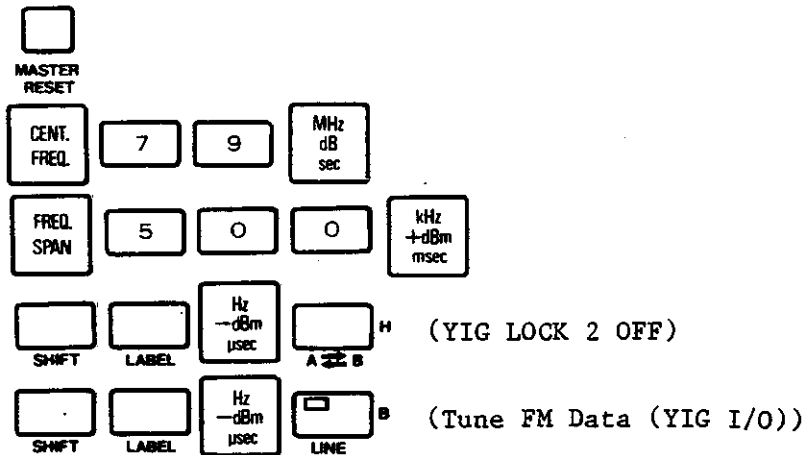 MASTER
RESET
CENT.
FREQ.
7
9
MHz
dB
sec
FREQ.
SPAN
5
0
0
kHz
+dBm
msec
SHIFT
LABEL
Hz
-dBm
µsec
A ⇄ B
H
(YIG LOCK 2 OFF)
SHIFT
LABEL
Hz
-dBm
µsec
LINE
B
(Tune FM Data (YIG I/O))